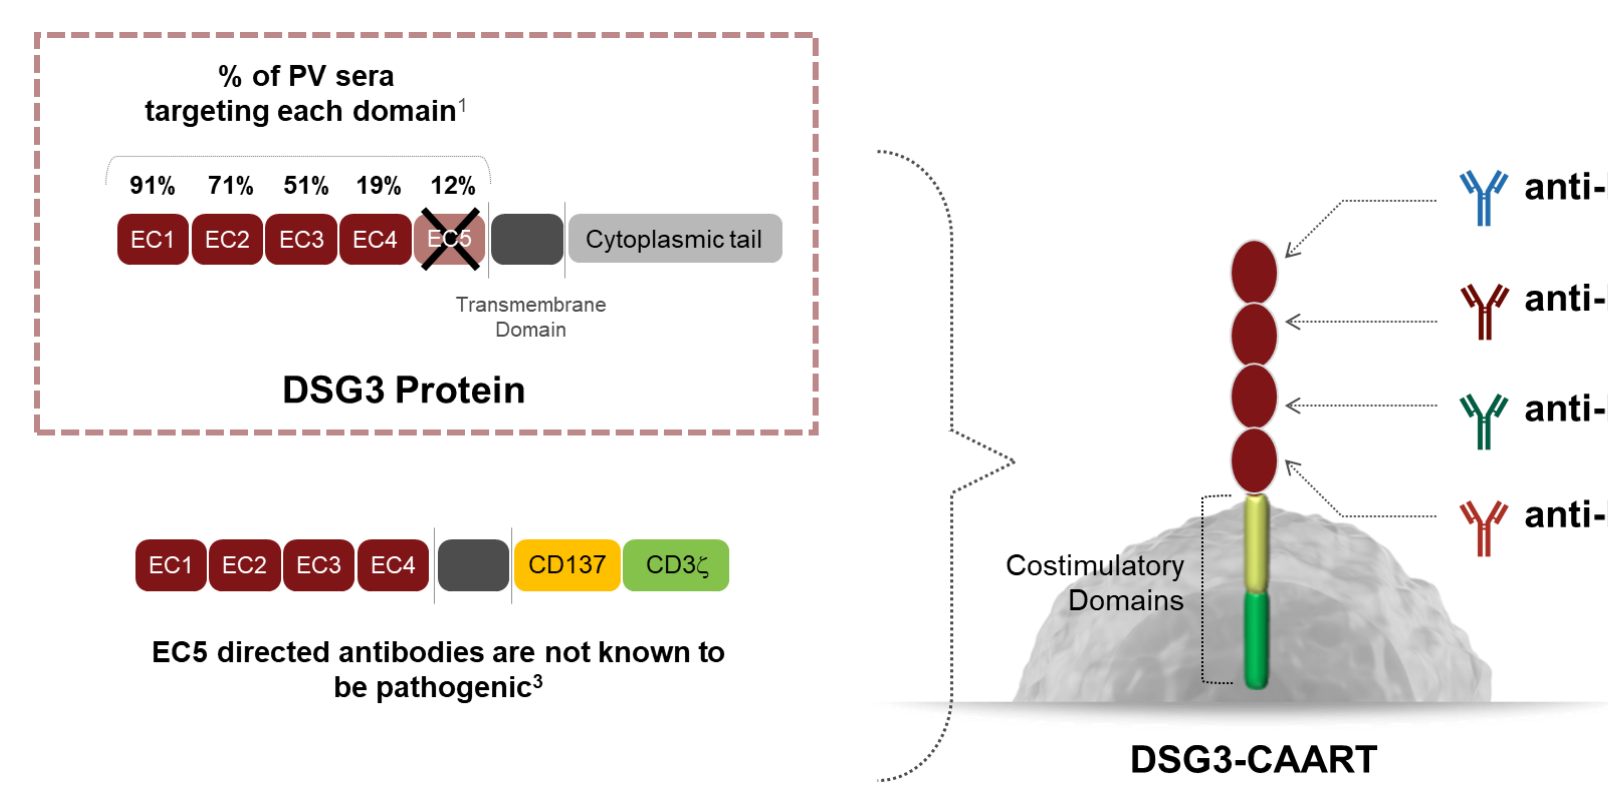 % of PV sera
targeting each domain1
91% 71% 51% 19% 12%
EC1 EC2 EC3 EC4 EC5 Cytoplasmic tail
Transmembrane
Domain
DSG3 Protein
EC1 EC2 EC3 EC4 CD137 CD3ζ
EC5 directed antibodies are not known to
be pathogenic3
anti-
anti-
anti-
anti-
Costimulatory
Domains
DSG3-CAART